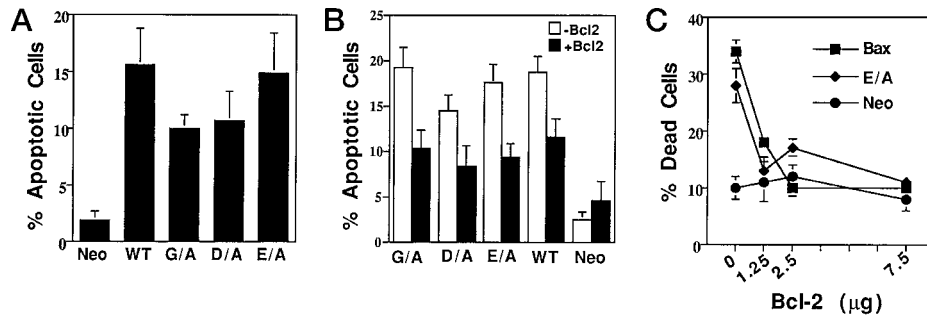 A
% Apoptotic Cells
20
15
10
5
0
Neo WT G/A D/A E/A
B
% Apoptotic Cells
25
20
15
10
5
0
-Bcl2
+Bcl2
G/A D/A E/A WT Neo
C
% Dead Cells
40
30
20
10
0
Bax
E/A
Neo
0 1.25 2.5 7.5
Bcl-2 (µg)